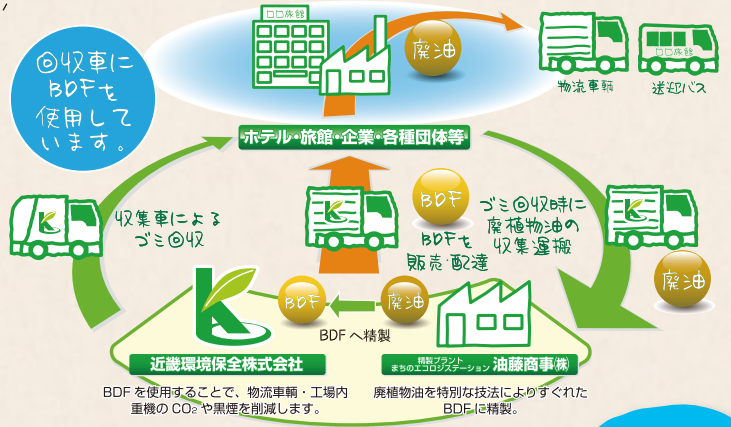 回収車に
BDFを
使用して
います。
ロロ旅館
廃油
物流車輌
ロロ旅館
送迎バス
ホテル・旅館・企業・各種団体等
収集車による
ゴミ回収
BDF
BDFを
販売・配達
ゴミ回収時に
廃植物油の
収集運搬
廃油
BDF
廃油
BDFへ精製
近畿環境保全株式会社
精製プラント
まちのエコロジステーション 油藤商事㈱
BDFを使用することで、物流車輌・工場内
重機のCO₂や黒煙を削減します。
廃植物油を特別な技法によりすぐれた
BDFに精製。